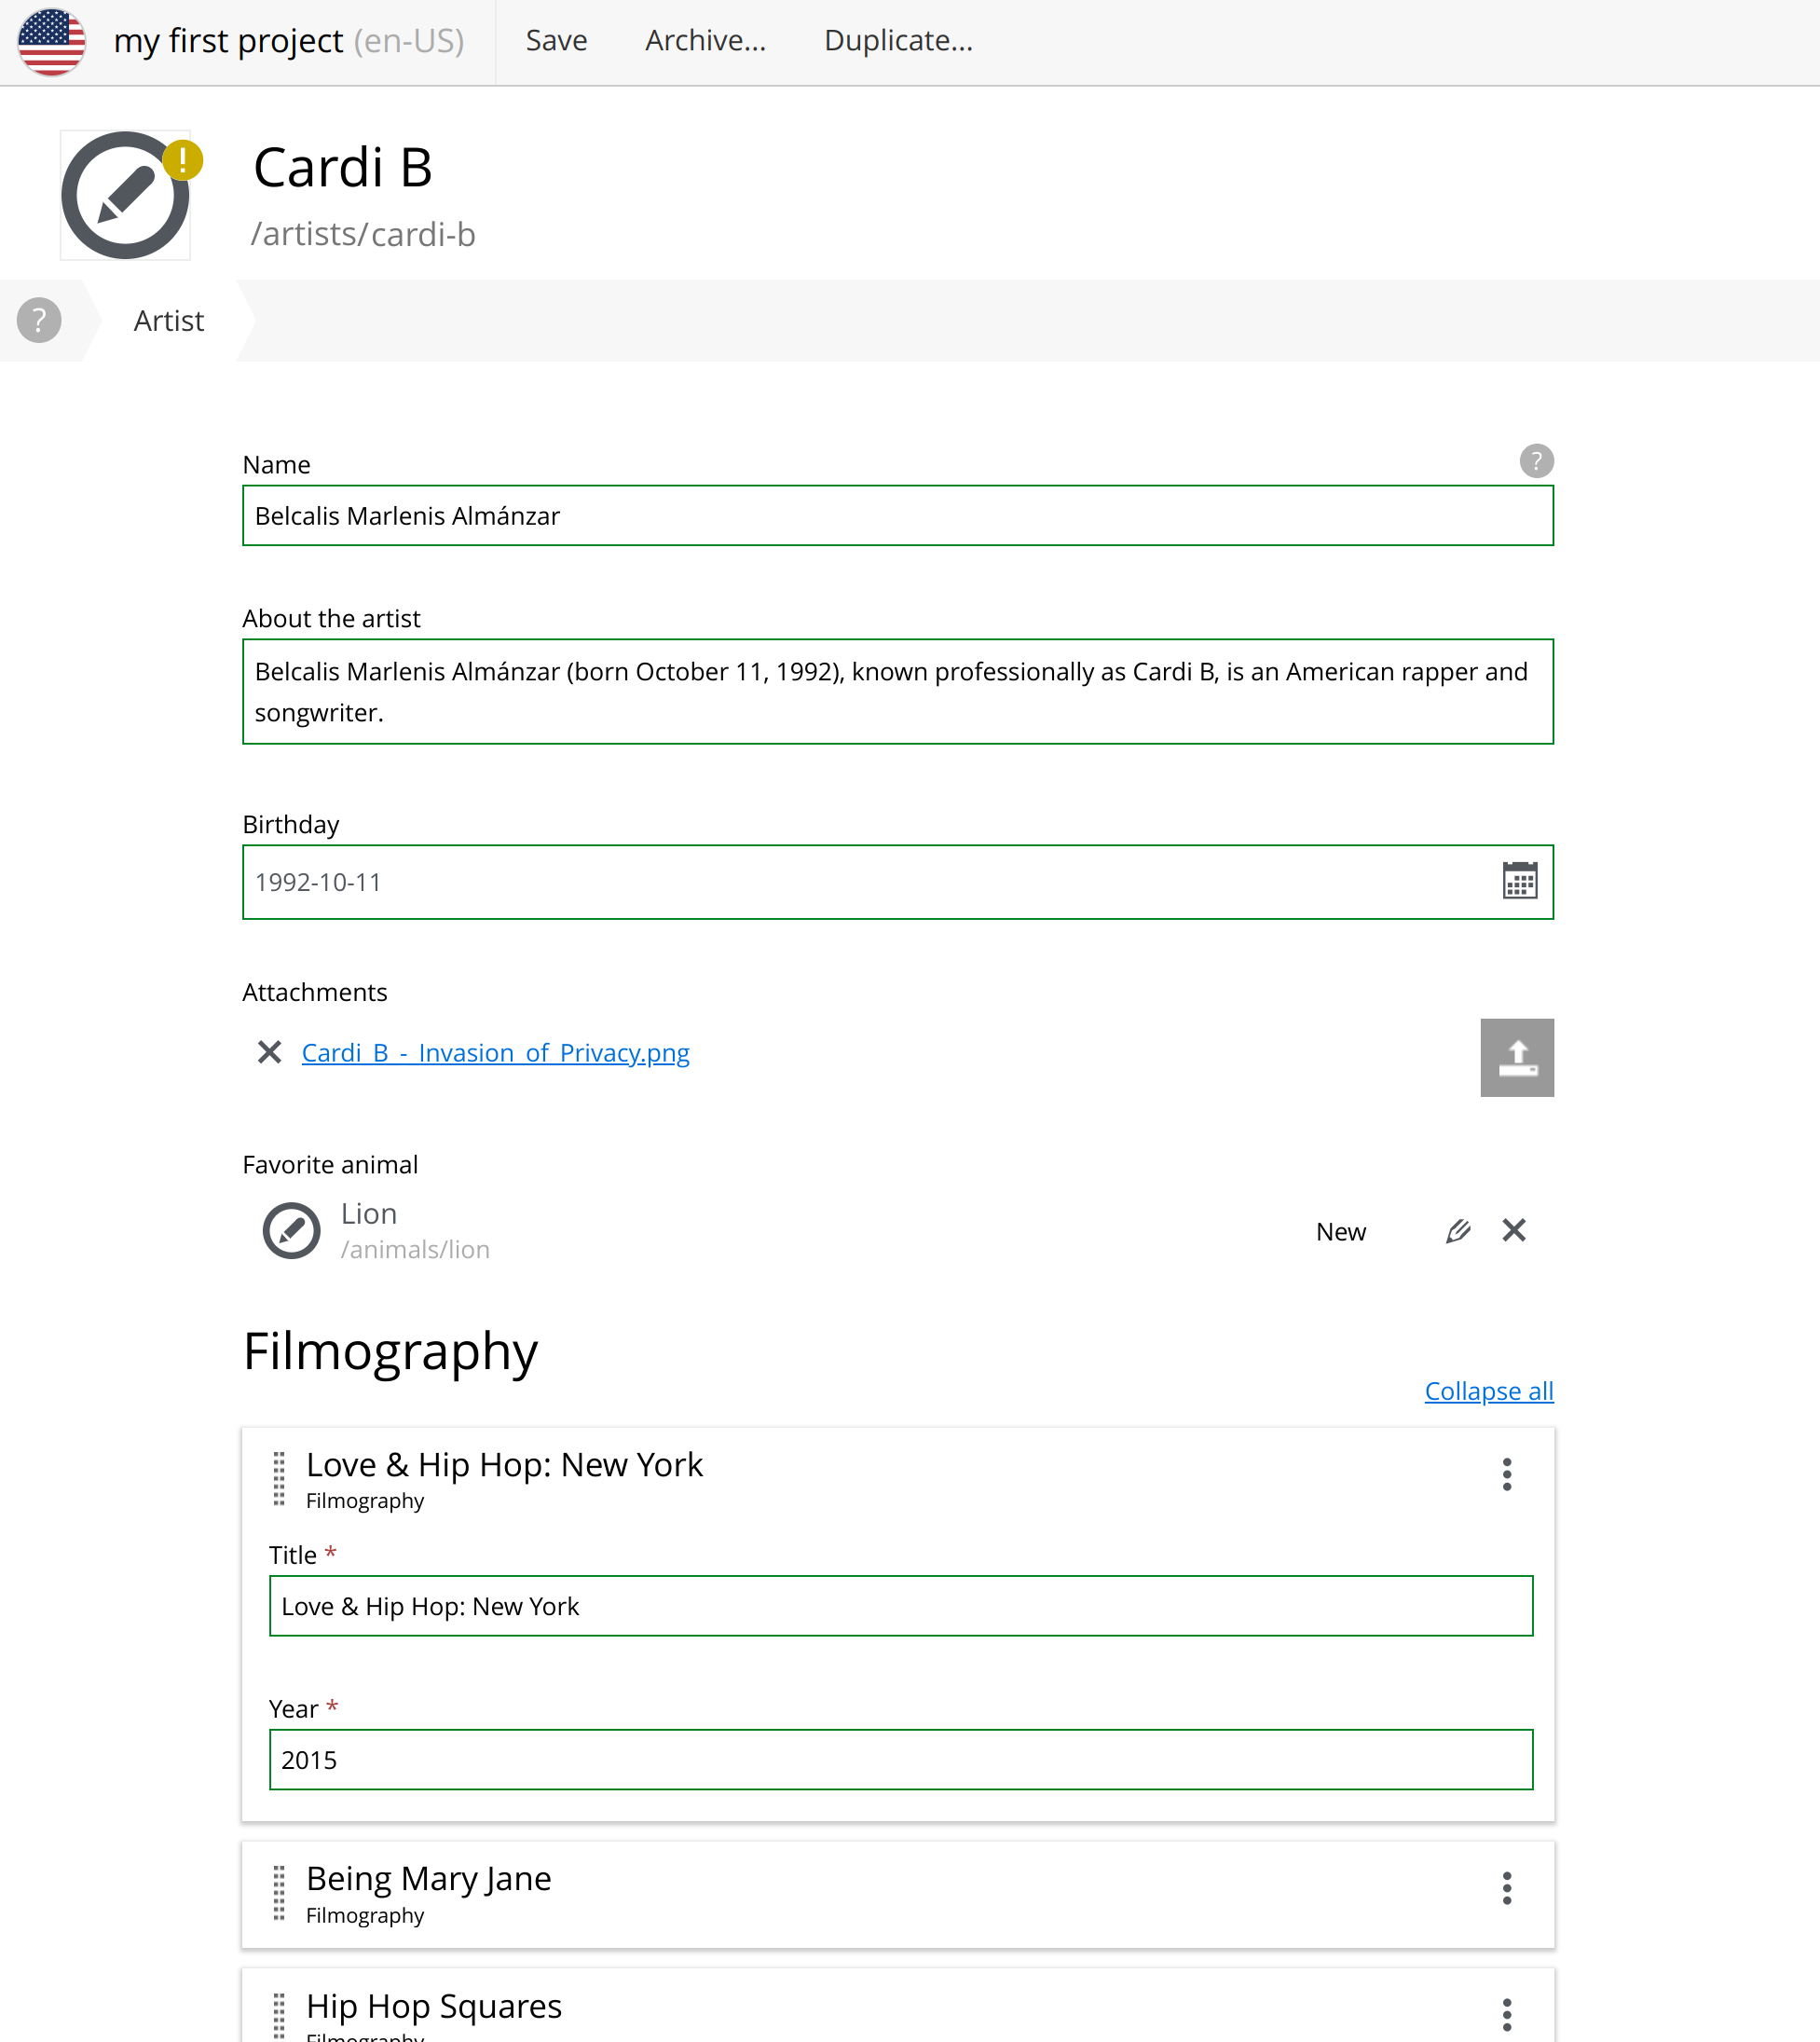 my first project (en-US) Save Archive... Duplicate...
!
Cardi B
/artists/cardi-b
? Artist
Name ?
Belcalis Marlenis Almánzar
About the artist
Belcalis Marlenis Almánzar (born October 11, 1992), known professionally as Cardi B, is an American rapper and
songwriter.
Birthday
1992-10-11
Attachments
Cardi_B_-_Invasion_of_Privacy.png
Favorite animal
Lion
/animals/lion
New
Filmography
Collapse all
Love & Hip Hop: New York
Filmography
Title *
Love & Hip Hop: New York
Year *
2015
Being Mary Jane
Filmography
Hip Hop Squares
Filmography